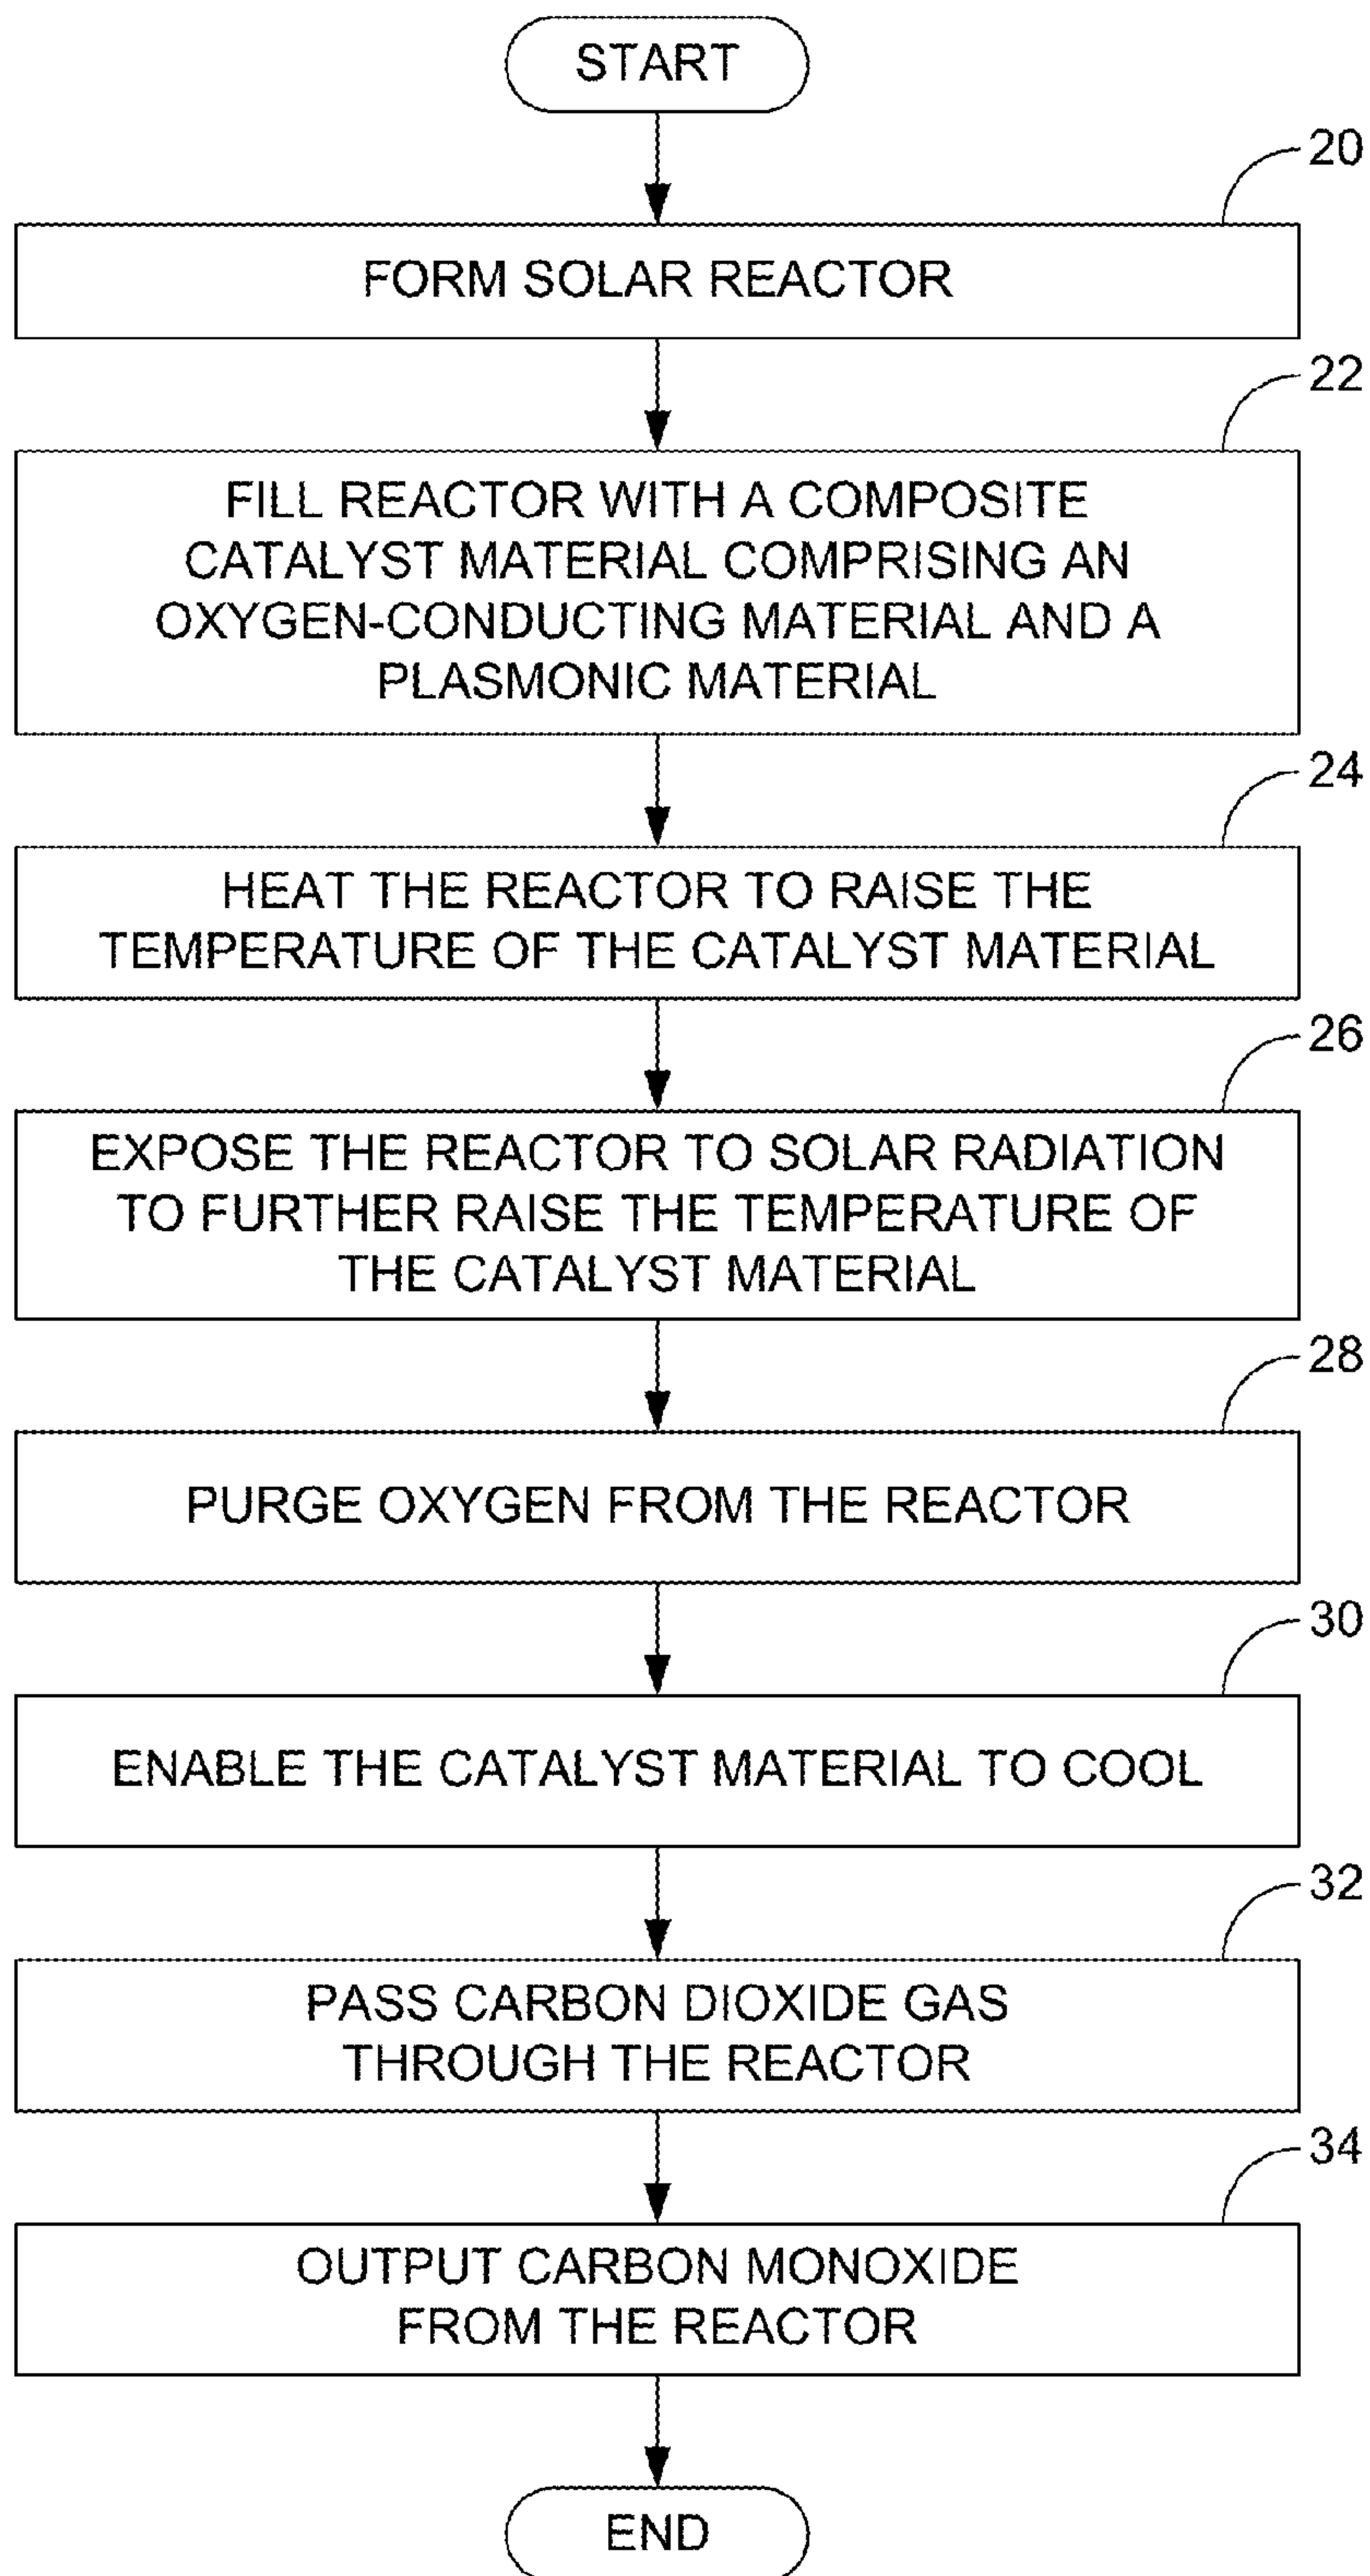 START
20
FORM SOLAR REACTOR
22
FILL REACTOR WITH A COMPOSITE
CATALYST MATERIAL COMPRISING AN
OXYGEN-CONDUCTING MATERIAL AND A
PLASMONIC MATERIAL
24
HEAT THE REACTOR TO RAISE THE
TEMPERATURE OF THE CATALYST MATERIAL
26
EXPOSE THE REACTOR TO SOLAR RADIATION
TO FURTHER RAISE THE TEMPERATURE OF
THE CATALYST MATERIAL
28
PURGE OXYGEN FROM THE REACTOR
30
ENABLE THE CATALYST MATERIAL TO COOL
32
PASS CARBON DIOXIDE GAS
THROUGH THE REACTOR
34
OUTPUT CARBON MONOXIDE
FROM THE REACTOR
END